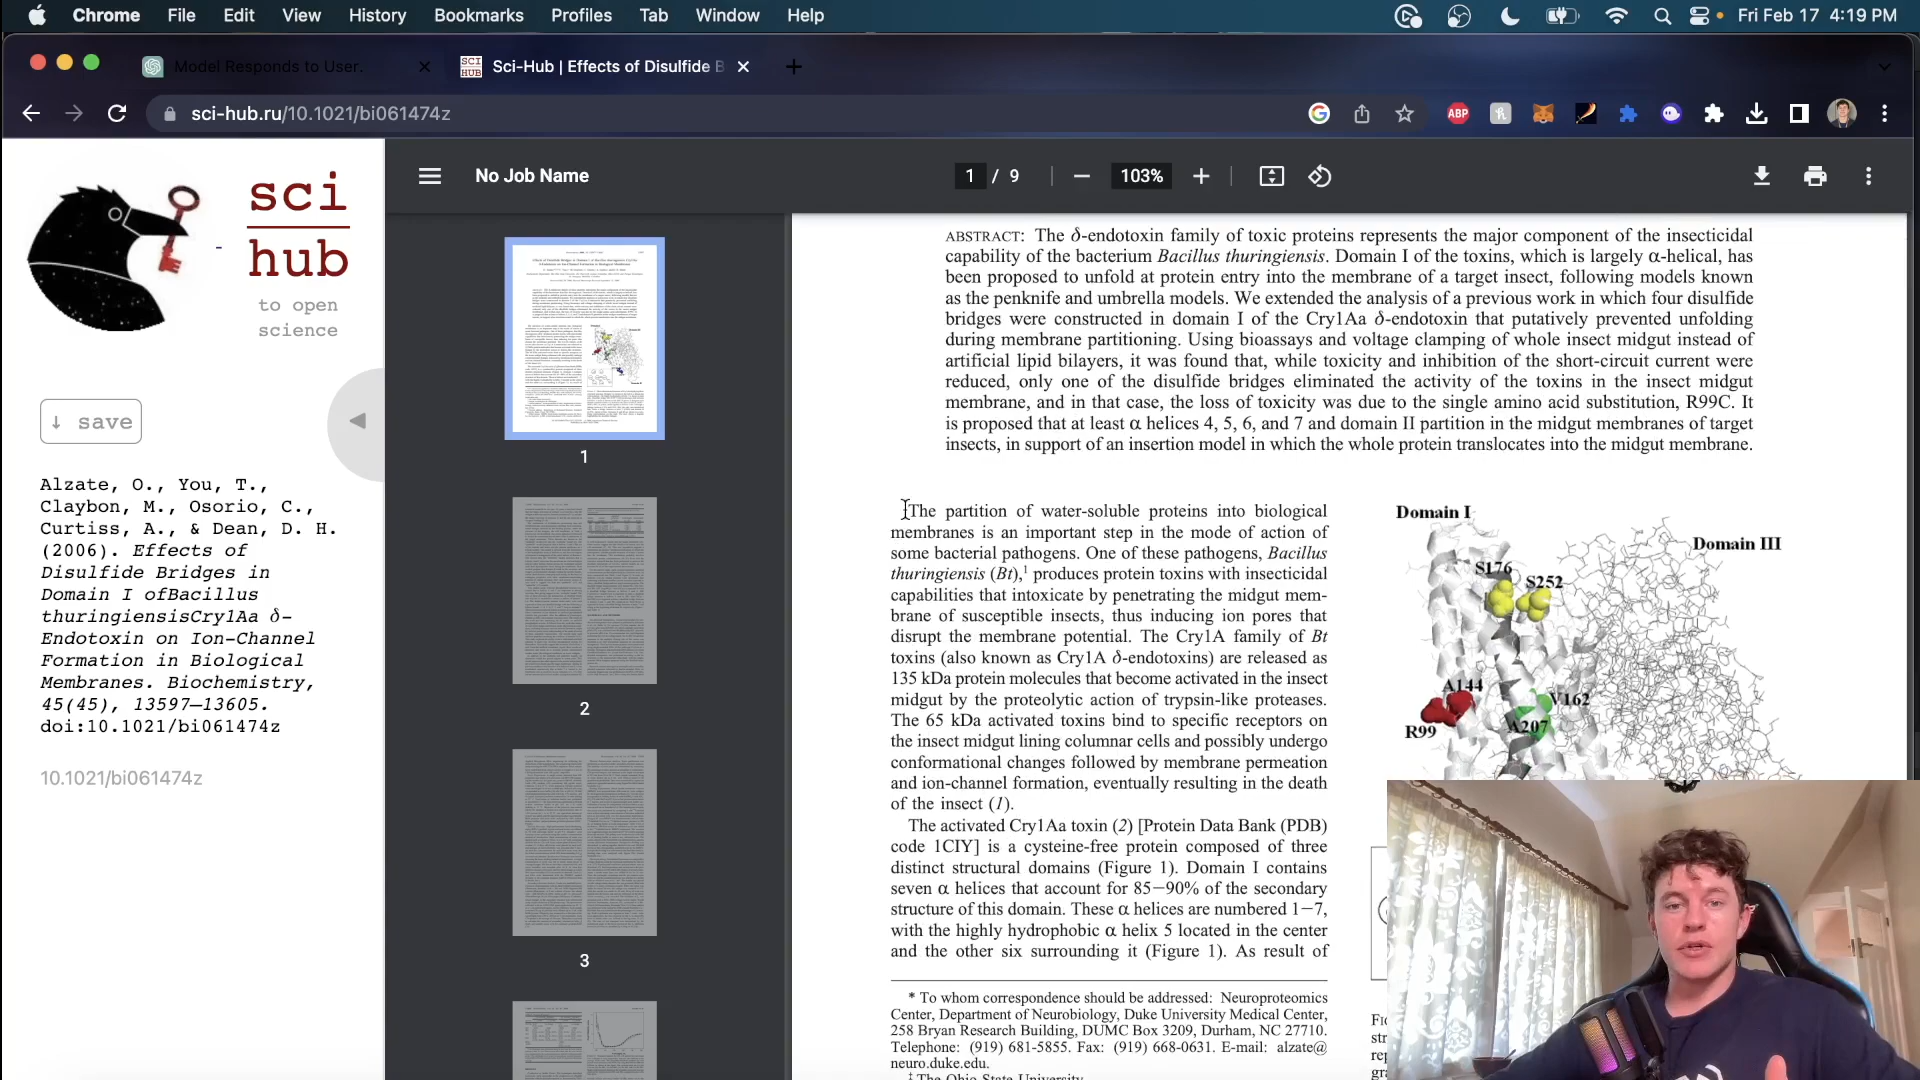 Chrome File Edit View History Bookmarks Profiles Tab Window Help Fri Feb 17 4:19 PM
Model Responds to User.
SCI HUB Sci-Hub | Effects of Disulfide B
sci-hub.ru/10.1021/bi061474z
ABP
sci
hub
to open
science
↓ save
Alzate, O., You, T.,
Claybon, M., Osorio, C.,
Curtiss, A., & Dean, D. H.
(2006). Effects of
Disulfide Bridges in
Domain I ofBacillus
thuringiensisCry1Aa δ-
Endotoxin on Ion-Channel
Formation in Biological
Membranes. Biochemistry,
45(45), 13597–13605.
doi:10.1021/bi061474z
10.1021/bi061474z
No Job Name
1 / 9
103%
1
2
3
ABSTRACT: The δ-endotoxin family of toxic proteins represents the major component of the insecticidal
capability of the bacterium Bacillus thuringiensis. Domain I of the toxins, which is largely α-helical, has
been proposed to unfold at protein entry into the membrane of a target insect, following models known
as the penknife and umbrella models. We extended the analysis of a previous work in which four disulfide
bridges were constructed in domain I of the Cry1Aa δ-endotoxin that putatively prevented unfolding
during membrane partitioning. Using bioassays and voltage clamping of whole insect midgut instead of
artificial lipid bilayers, it was found that, while toxicity and inhibition of the short-circuit current were
reduced, only one of the disulfide bridges eliminated the activity of the toxins in the insect midgut
membrane, and in that case, the loss of toxicity was due to the single amino acid substitution, R99C. It
is proposed that at least α helices 4, 5, 6, and 7 and domain II partition in the midgut membranes of target
insects, in support of an insertion model in which the whole protein translocates into the midgut membrane.
The partition of water-soluble proteins into biological
membranes is an important step in the mode of action of
some bacterial pathogens. One of these pathogens, Bacillus
thuringiensis (Bt),1 produces protein toxins with insecticidal
capabilities that intoxicate by penetrating the midgut mem-
brane of susceptible insects, thus inducing ion pores that
disrupt the membrane potential. The Cry1A family of Bt
toxins (also known as Cry1A δ-endotoxins) are released as
135 kDa protein molecules that become activated in the insect
midgut by the proteolytic action of trypsin-like proteases.
The 65 kDa activated toxins bind to specific receptors on
the insect midgut lining columnar cells and possibly undergo
conformational changes followed by membrane permeation
and ion-channel formation, eventually resulting in the death
of the insect (1).
The activated Cry1Aa toxin (2) [Protein Data Bank (PDB)
code 1CIY] is a cysteine-free protein composed of three
distinct structural domains (Figure 1). Domain I contains
seven α helices that account for 85−90% of the secondary
structure of this domain. These α helices are numbered 1−7,
with the highly hydrophobic α helix 5 located in the center
and the other six surrounding it (Figure 1). As result of
* To whom correspondence should be addressed: Neuroproteomics
Center, Department of Neurobiology, Duke University Medical Center,
258 Bryan Research Building, DUMC Box 3209, Durham, NC 27710.
Telephone: (919) 681-5855. Fax: (919) 668-0631. E-mail: alzate@
neuro.duke.edu.
‡ The Ohio State University.
Domain I
Domain III
S176
S252
A144
V162
R99
A207